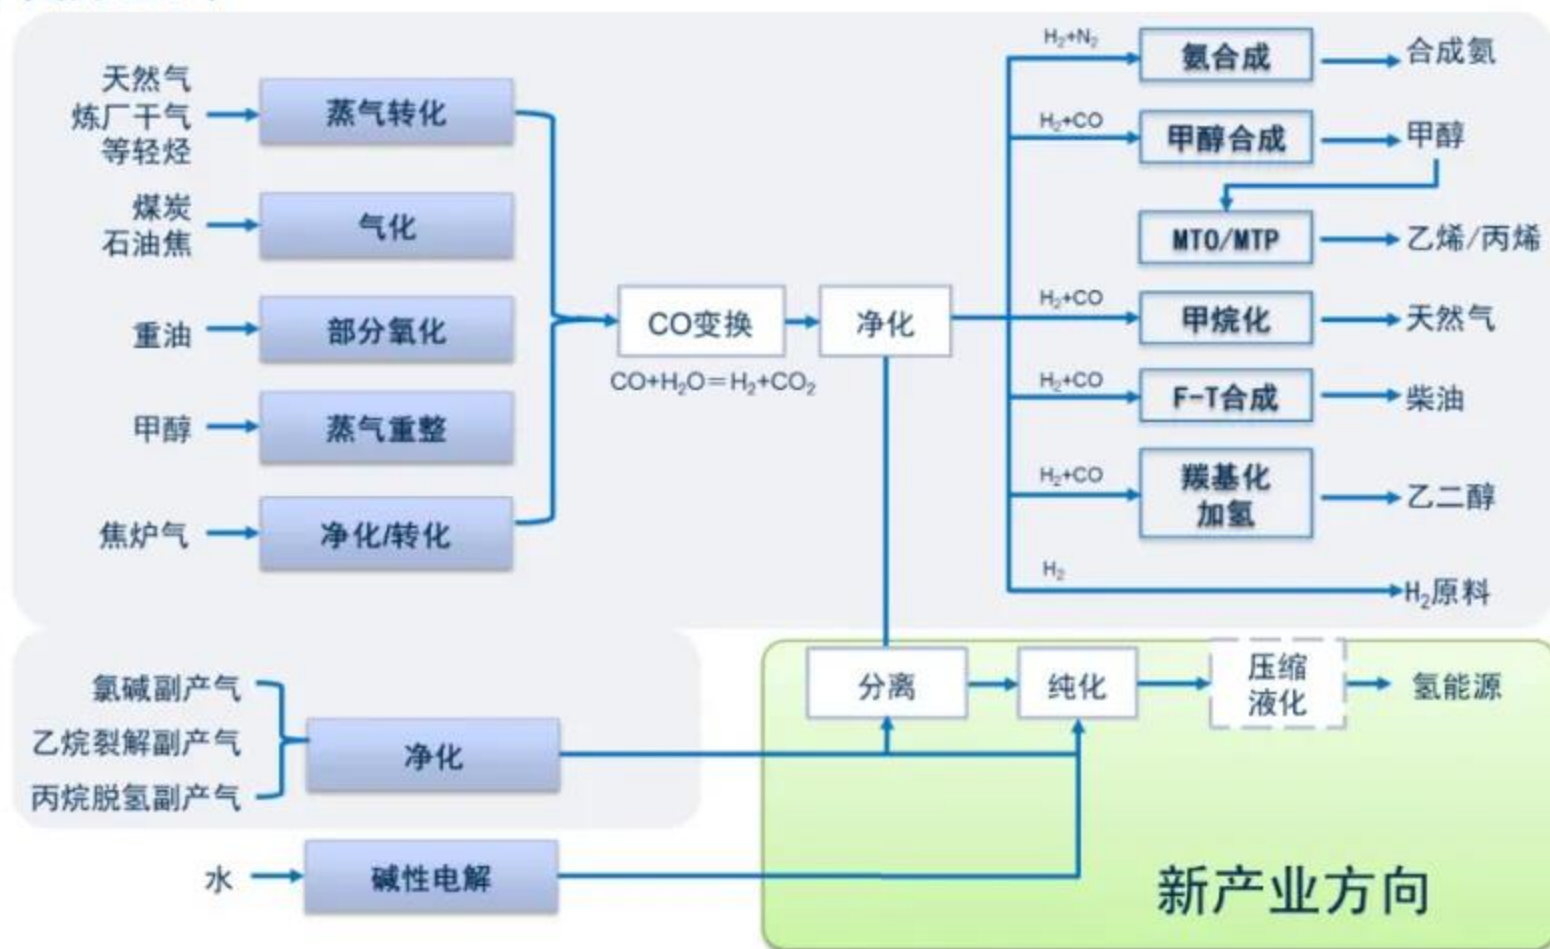 天然气
炼厂干气
等轻烃
蒸气转化
煤炭
石油焦
气化
重油
部分氧化
甲醇
蒸气重整
焦炉气
净化/转化
CO变换
CO+H₂O=H₂+CO₂
净化
H₂+N₂
氨合成
合成氨
H₂+CO
甲醇合成
甲醇
MTO/MTP
乙烯/丙烯
H₂+CO
甲烷化
天然气
H₂+CO
F-T合成
柴油
H₂+CO
羰基化
加氢
乙二醇
H₂
H₂原料
氯碱副产气
乙烷裂解副产气
丙烷脱氢副产气
净化
水
碱性电解
分离
纯化
压缩
液化
氢能源
新产业方向